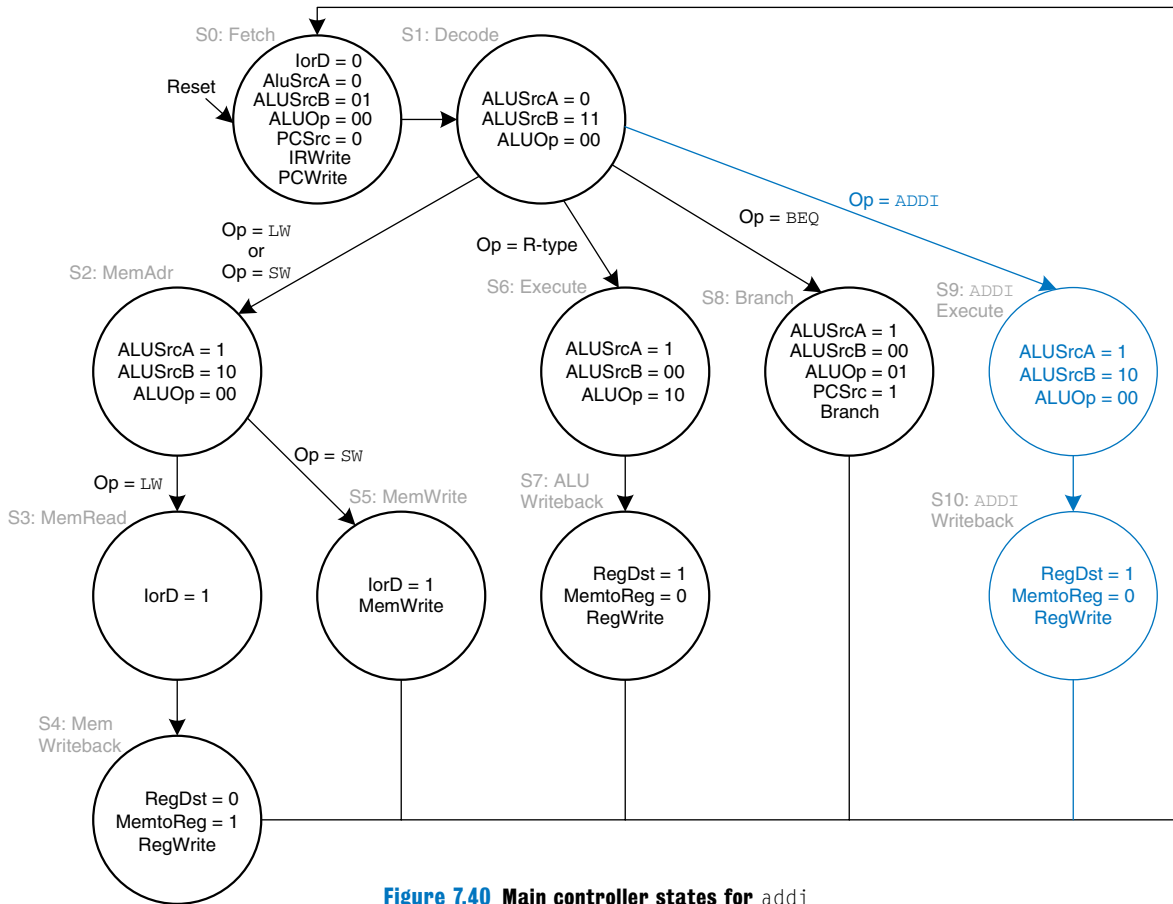 S0: Fetch
S1: Decode
Reset
IorD = 0
AluSrcA = 0
ALUSrcB = 01
ALUOp = 00
PCSrc = 0
IRWrite
PCWrite
ALUSrcA = 0
ALUSrcB = 11
ALUOp = 00
Op = ADDI
Op = BEQ
Op = R-type
Op = LW
or
Op = SW
S2: MemAdr
S6: Execute
S8: Branch
S9: ADDI
Execute
ALUSrcA = 1
ALUSrcB = 10
ALUOp = 00
ALUSrcA = 1
ALUSrcB = 00
ALUOp = 10
ALUSrcA = 1
ALUSrcB = 00
ALUOp = 01
PCSrc = 1
Branch
ALUSrcA = 1
ALUSrcB = 10
ALUOp = 00
Op = LW
Op = SW
S3: MemRead
S5: MemWrite
S7: ALU
Writeback
S10: ADDI
Writeback
IorD = 1
IorD = 1
MemWrite
RegDst = 1
MemtoReg = 0
RegWrite
RegDst = 1
MemtoReg = 0
RegWrite
S4: Mem
Writeback
RegDst = 0
MemtoReg = 1
RegWrite
Figure 7.40 Main controller states for addi